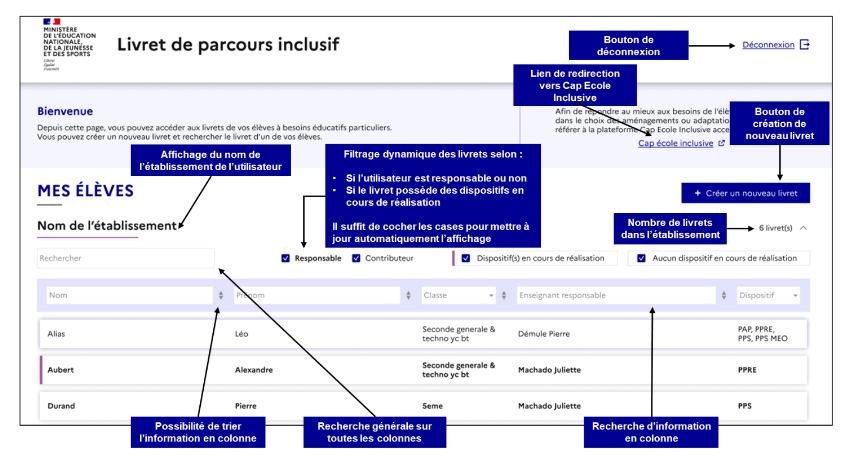 MINISTÈRE
DE L'ÉDUCATION
NATIONALE,
DE LA JEUNESSE
ET DES SPORTS
Liberté
Égalité
Fraternité
Livret de parcours inclusif
Bouton de
déconnexion
Déconnexion
Lien de redirection
vers Cap Ecole
Inclusive
Bienvenue
Depuis cette page, vous pouvez accéder aux livrets de vos élèves à besoins éducatifs particuliers.
Vous pouvez créer un nouveau livret et rechercher le livret d'un de vos élèves.
Afin de répondre au mieux aux besoins de l'élè
dans le choix des aménagements ou adaptatio
référer à la plateforme Cap Ecole Inclusive acce
Cap école inclusive
Bouton de
création de
nouveau livret
Affichage du nom de
l'établissement de l'utilisateur
Filtrage dynamique des livrets selon :
• Si l'utilisateur est responsable ou non
• Si le livret possède des dispositifs en
cours de réalisation
Il suffit de cocher les cases pour mettre à
jour automatiquement l'affichage
MES ÉLÈVES
+ Créer un nouveau livret
Nom de l'établissement
Nombre de livrets
dans l'établissement
6 livret(s)
Rechercher
Responsable
Contributeur
Dispositif(s) en cours de réalisation
Aucun dispositif en cours de réalisation
Nom
Prénom
Classe
Enseignant responsable
Dispositif
Alias
Léo
Seconde generale &
techno yc bt
Démule Pierre
PAP, PPRE,
PPS, PPS MEO
Aubert
Alexandre
Seconde generale &
techno yc bt
Machado Juliette
PPRE
Durand
Pierre
5eme
Machado Juliette
PPS
Possibilité de trier
l'information en colonne
Recherche générale sur
toutes les colonnes
Recherche d'information
en colonne